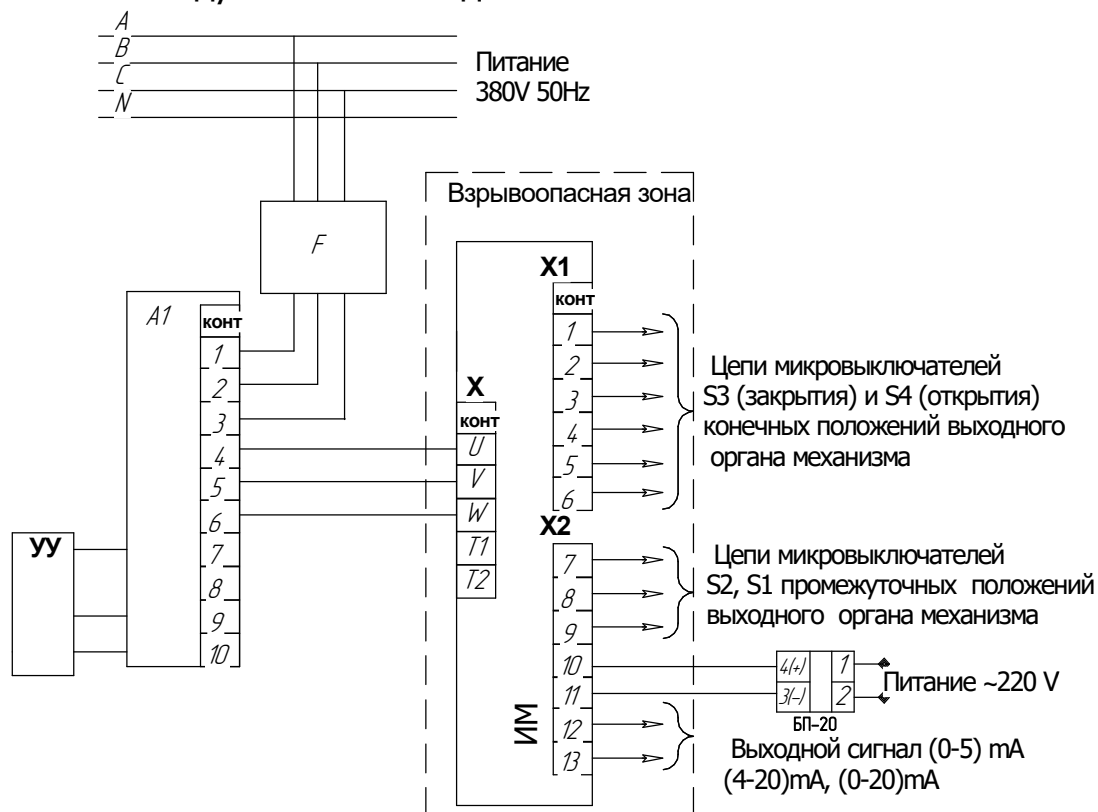 A
B
C
N
Питание
380V 50Hz
Взрывоопасная зона
F
A1
конт
1
2
3
4
5
6
7
8
9
10
УУ
X
конт
U
V
W
T1
T2
X1
конт
1
2
3
4
5
6
Цепи микровыключателей
S3 (закрытия) и S4 (открытия)
конечных положений выходного
органа механизма
X2
7
8
9
10
11
12
13
ИМ
Цепи микровыключателей
S2, S1 промежуточных положений
выходного органа механизма
4(+) 1
3(-) 2
БП-20
Питание ~220 V
Выходной сигнал (0-5) mA
(4-20)mA, (0-20)mA